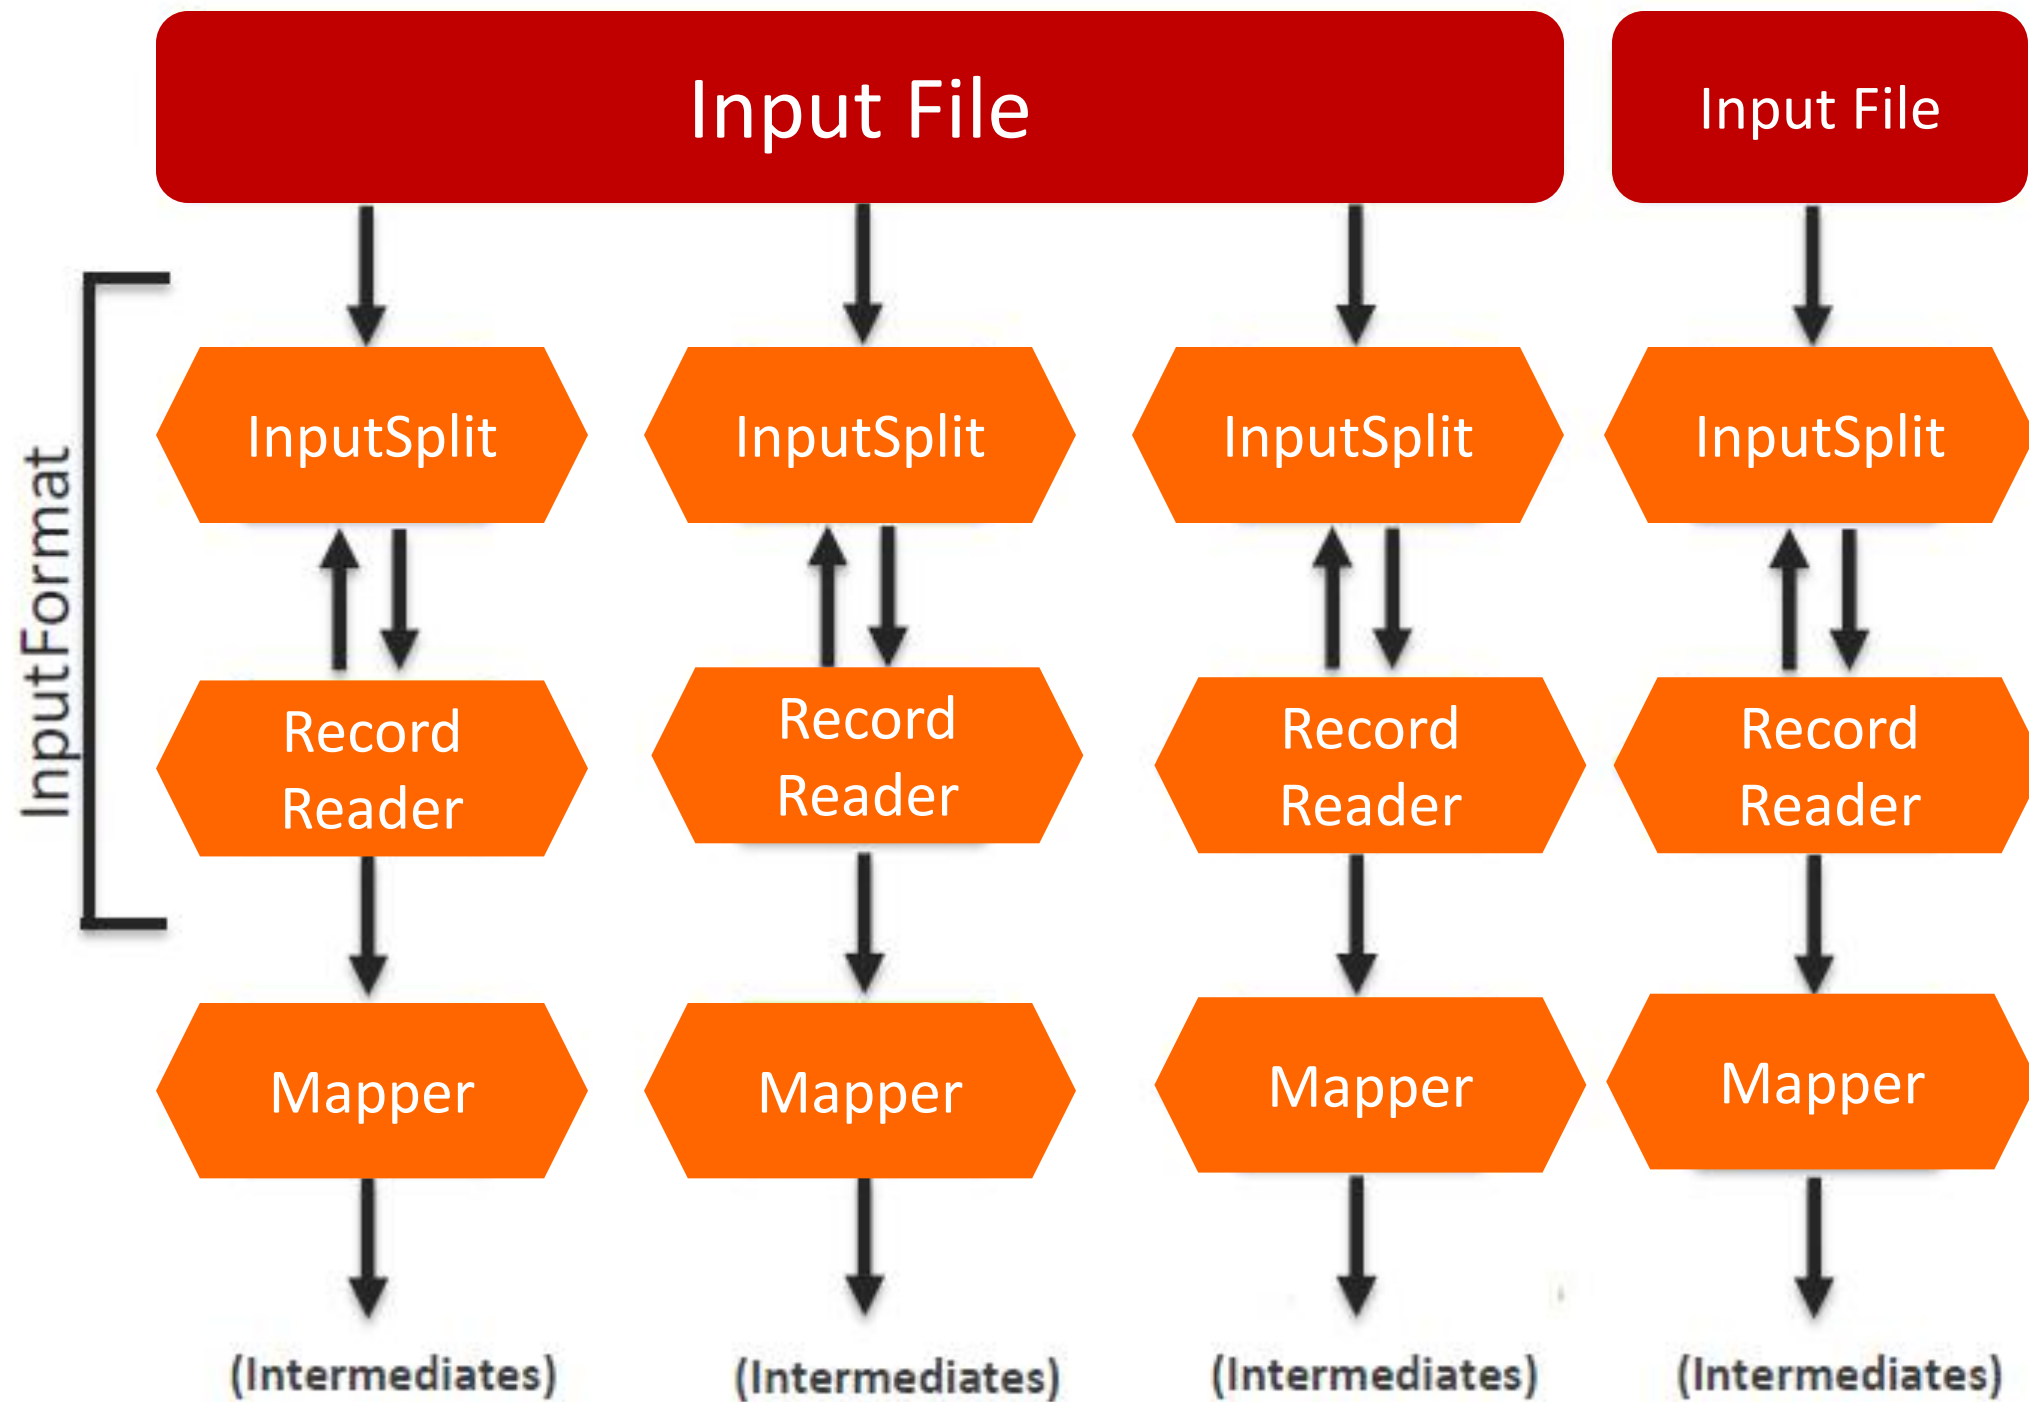 Input File
Input File
InputFormat
InputSplit
InputSplit
InputSplit
InputSplit
Record
Reader
Record
Reader
Record
Reader
Record
Reader
Mapper
Mapper
Mapper
Mapper
(Intermediates)
(Intermediates)
(Intermediates)
(Intermediates)